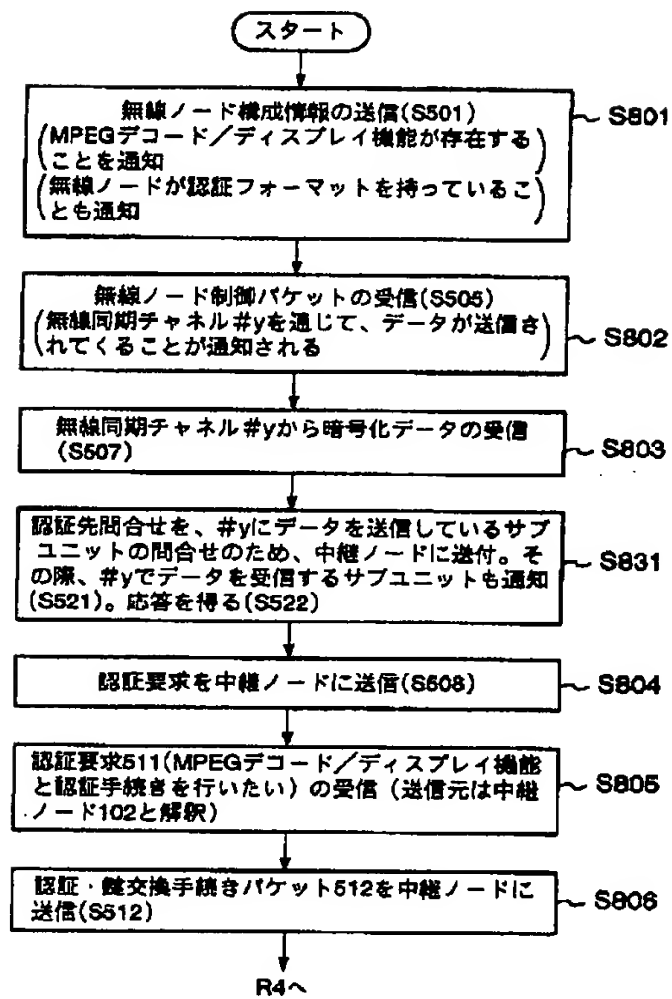 スタート
無線ノード構成情報の送信(S501)
(MPEGデコード／ディスプレイ機能が存在する
ことを通知)
(無線ノードが認証フォーマットを持っているこ
とも通知)
S801
無線ノード制御パケットの受信(S505)
(無線同期チャネル#yを通じて、データが送信さ
れてくることが通知される)
S802
無線同期チャネル#yから暗号化データの受信
(S507)
S803
認証先問合せを、#yにデータを送信しているサブ
ユニットの問合せのため、中継ノードに送付。そ
の際、#yでデータを受信するサブユニットも通知
(S521)。応答を得る(S522)
S831
認証要求を中継ノードに送信(S508)
S804
認証要求511(MPEGデコード／ディスプレイ機能
と認証手続きを行いたい)の受信(送信元は中継
ノード102と解釈)
S805
認証・鍵交換手続きパケット512を中継ノードに
送信(S512)
S806
R4へ